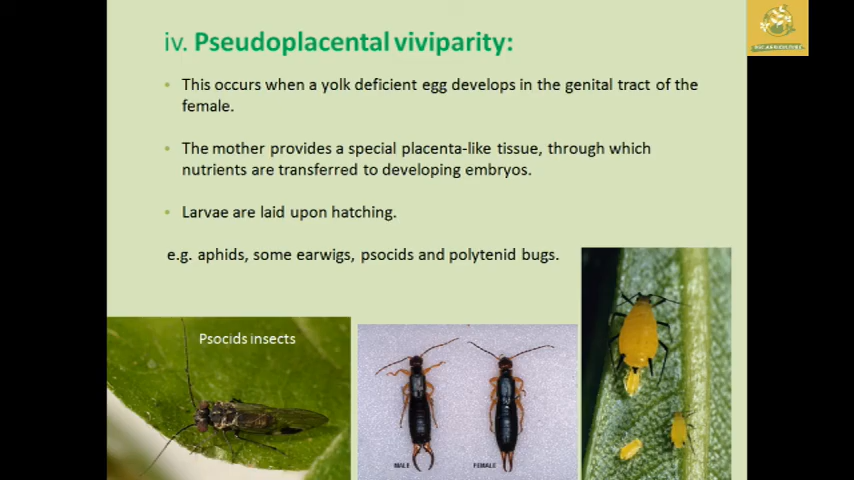 iv. Pseudoplacental viviparity:
• This occurs when a yolk deficient egg develops in the genital tract of the
female.
• The mother provides a special placenta-like tissue, through which
nutrients are transferred to developing embryos.
• Larvae are laid upon hatching.
e.g. aphids, some earwigs, psocids and polytenid bugs.
Psocids insects
MALE
FEMALE